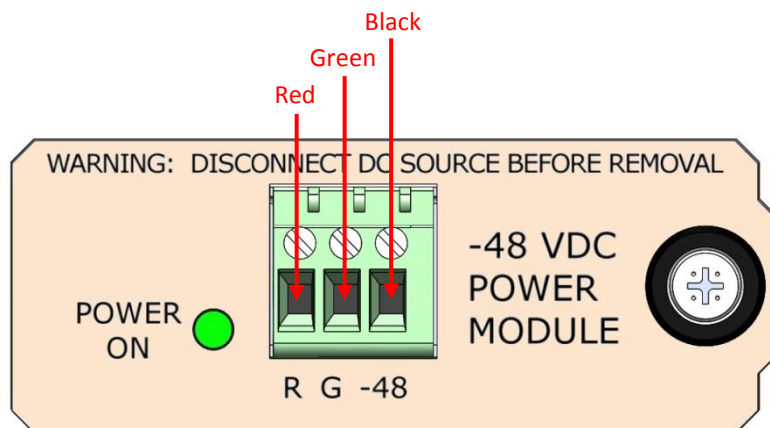 Black
Green
Red
WARNING: DISCONNECT DC SOURCE BEFORE REMOVAL
-48 VDC
POWER
MODULE
POWER
ON
R G -48